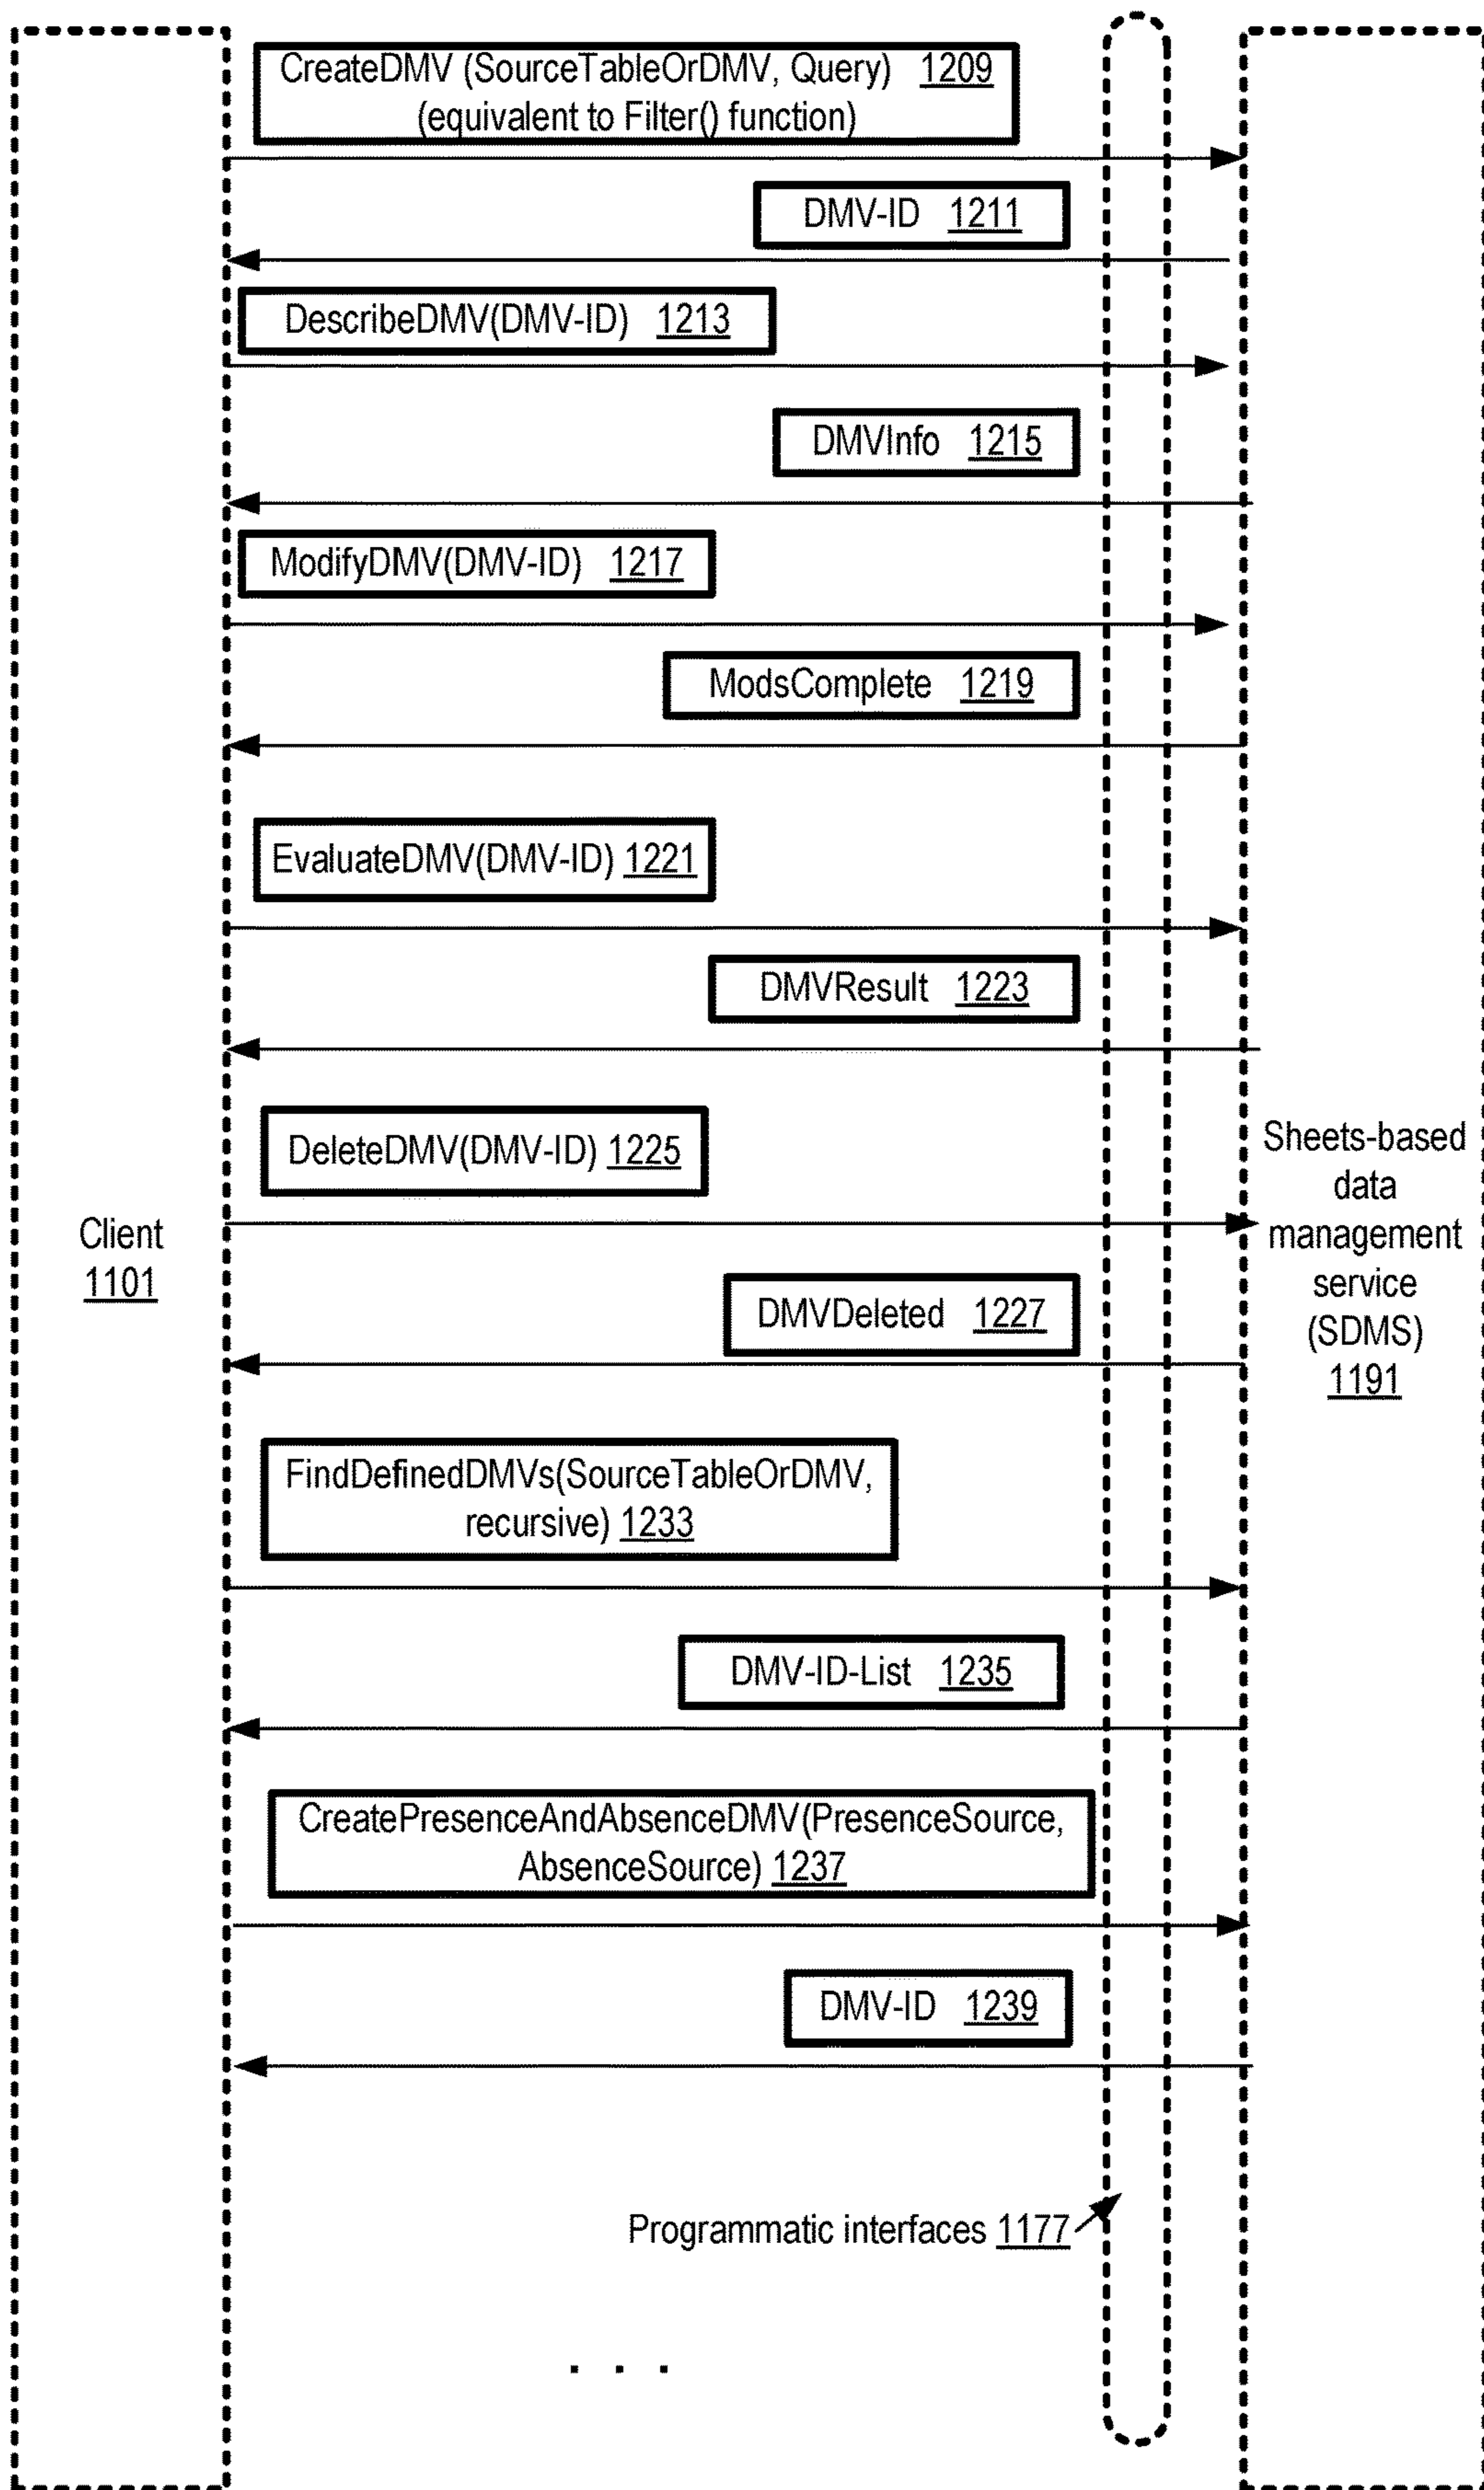 CreateDMV (SourceTableOrDMV, Query) 1209
(equivalent to Filter() function)
DMV-ID 1211
DescribeDMV(DMV-ID) 1213
DMVInfo 1215
ModifyDMV(DMV-ID) 1217
ModsComplete 1219
EvaluateDMV(DMV-ID) 1221
DMVResult 1223
DeleteDMV(DMV-ID) 1225
Client
1101
Sheets-based
data
management
service
(SDMS)
1191
DMVDeleted 1227
FindDefinedDMVs(SourceTableOrDMV,
recursive) 1233
DMV-ID-List 1235
CreatePresenceAndAbsenceDMV(PresenceSource,
AbsenceSource) 1237
DMV-ID 1239
Programmatic interfaces 1177
. . .